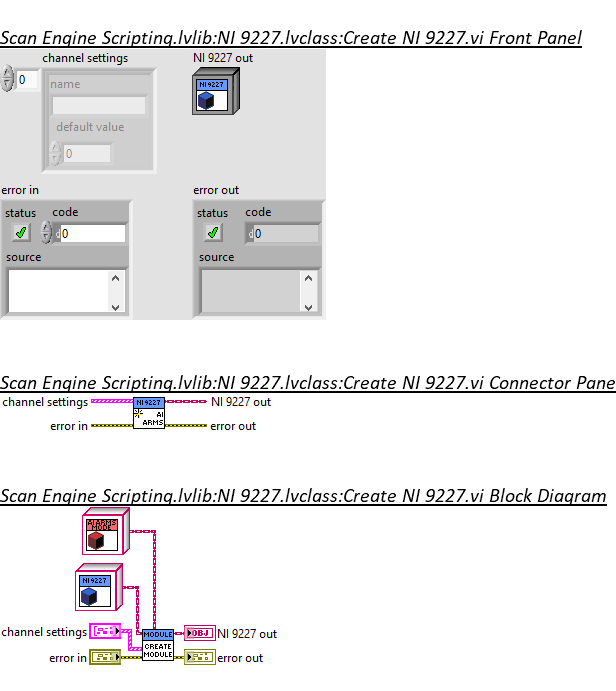 Scan Engine Scripting.lvlib:NI 9227.lvclass:Create NI 9227.vi Front Panel
channel settings NI 9227 out
0 name NI 9227
default value
0
error in error out
status code status code
d 0 d 0
source source
Scan Engine Scripting.lvlib:NI 9227.lvclass:Create NI 9227.vi Connector Pane
channel settings NI 9227 NI 9227 out
AI
error in ARMS error out
Scan Engine Scripting.lvlib:NI 9227.lvclass:Create NI 9227.vi Block Diagram
AI ARMS
MODE
NI 9227
channel settings MODULE OBJ NI 9227 out
CREATE
error in MODULE error out